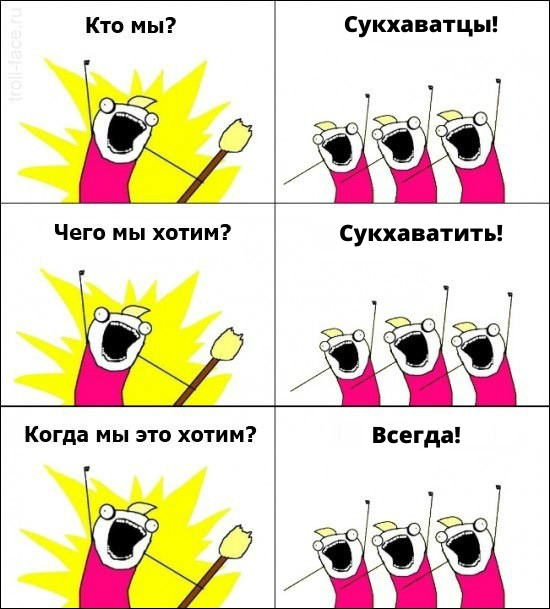 troll-face.ru
Кто мы?
Сукхаватцы!
Чего мы хотим?
Сукхаватить!
Когда мы это хотим?
Всегда!